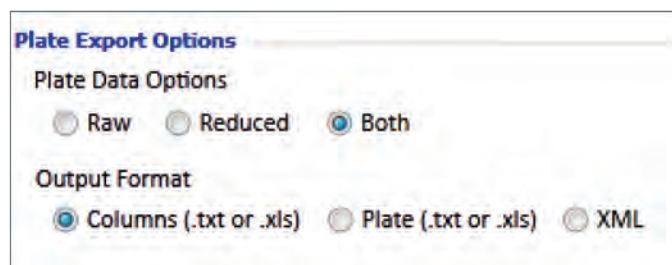 Plate Export Options
Plate Data Options
Raw Reduced Both
Output Format
Columns (.txt or .xls) Plate (.txt or .xls) XML